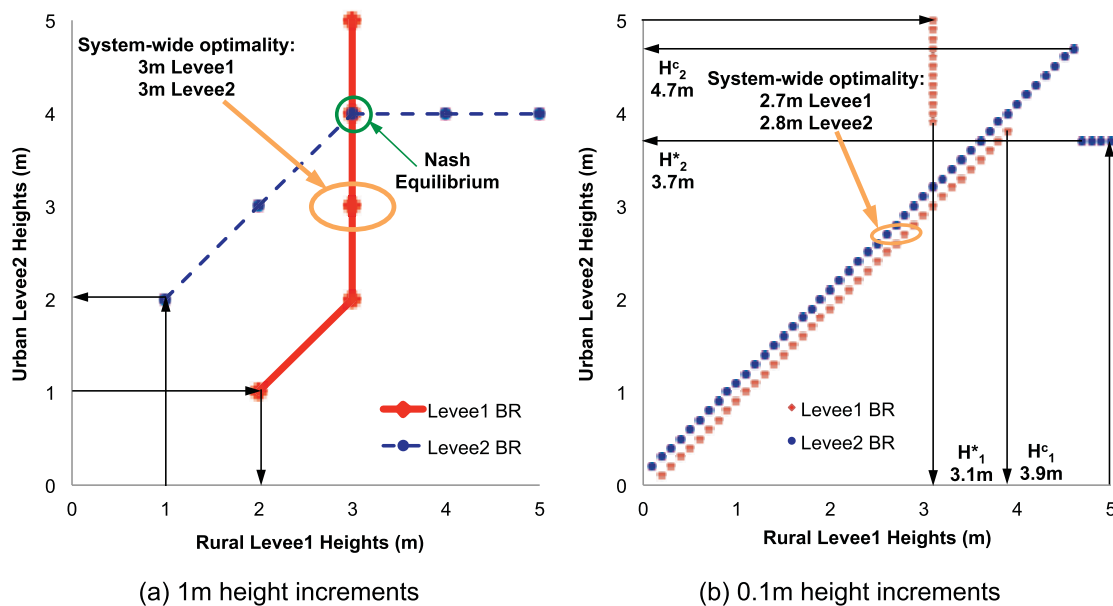 5
4
3
2
1
0
0
1
2
3
4
5
Urban Levee2 Heights (m)
Rural Levee1 Heights (m)
System-wide optimality:
3m Levee1
3m Levee2
Nash
Equilibrium
Levee1 BR
Levee2 BR
(a) 1m height increments
5
4
3
2
1
0
0
1
2
3
4
5
Urban Levee2 Heights (m)
Rural Levee1 Heights (m)
H^c_2
4.7m
System-wide optimality:
2.7m Levee1
2.8m Levee2
H*_2
3.7m
Levee1 BR
Levee2 BR
H*_1
3.1m
H^c_1
3.9m
(b) 0.1m height increments